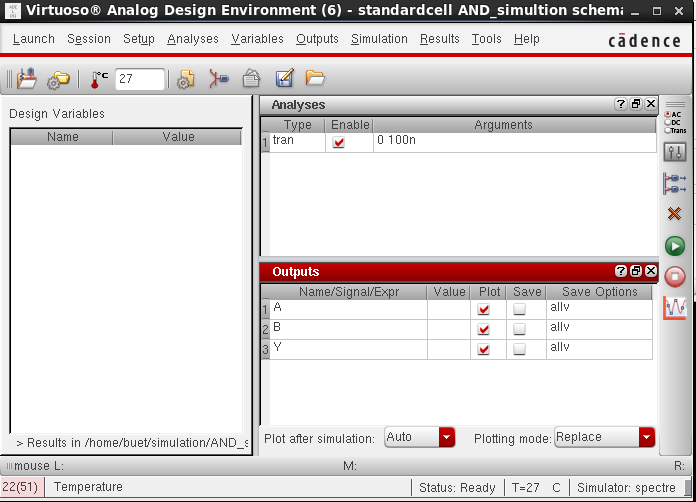 Virtuoso® Analog Design Environment (6) - standardcell AND_simultion schema
Launch Session Setup Analyses Variables Outputs Simulation Results Tools Help cādence
°C 27
Design Variables
Name Value
> Results in /home/buet/simulation/AND_s
Analyses
Type Enable Arguments
1 tran 0 100n
Outputs
Name/Signal/Expr Value Plot Save Save Options
1 A allv
2 B allv
3 Y allv
Plot after simulation: Auto Plotting mode: Replace
AC
DC
Trans
mouse L: M: R:
22(51) Temperature Status: Ready T=27 C Simulator: spectre